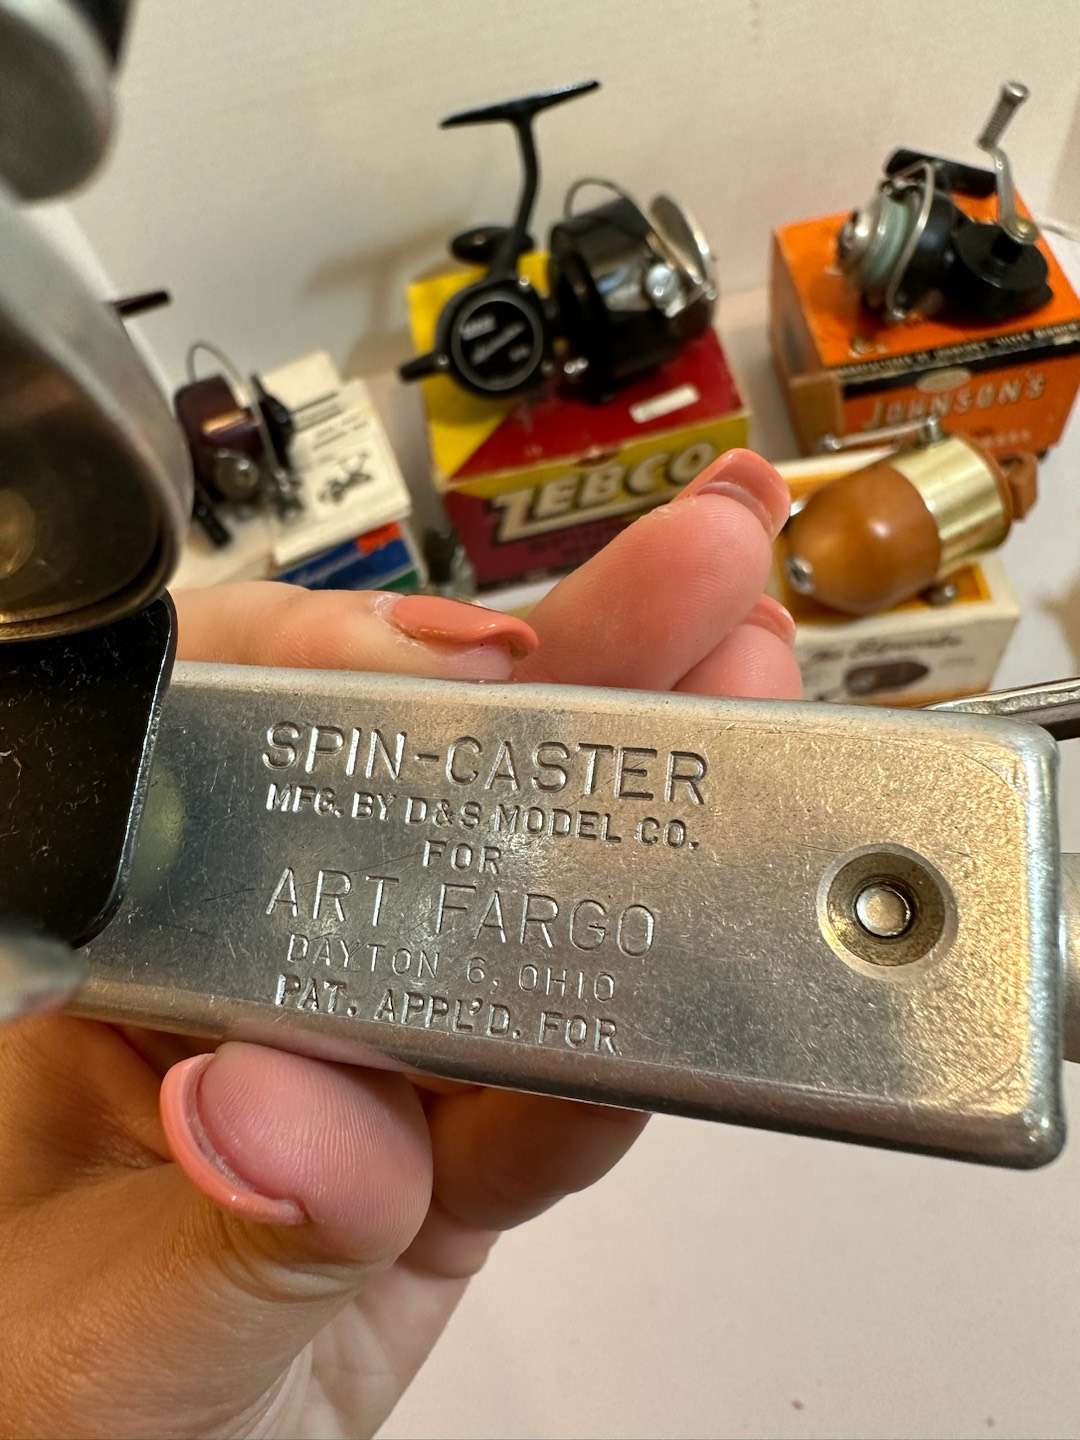 ZEBCO
JOHNSON'S
SPIN-CASTER
MFG. BY D&S MODEL CO.
FOR
ART FARGO
DAYTON 6, OHIO
PAT. APPL'D. FOR